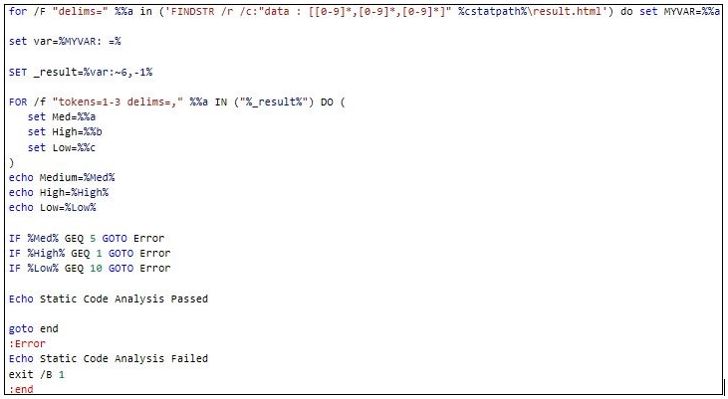 for /F "delims=" %%a in ('FINDSTR /r /c:"data : [[0-9]*,[0-9]*,[0-9]*]" %cstatpath%\result.html') do set MYVAR=%%a
set var=%MYVAR: =%
SET _result=%var:~6,-1%
FOR /f "tokens=1-3 delims=," %%a IN ("%_result%") DO (
set Med=%%a
set High=%%b
set Low=%%c
)
echo Medium=%Med%
echo High=%High%
echo Low=%Low%
IF %Med% GEQ 5 GOTO Error
IF %High% GEQ 1 GOTO Error
IF %Low% GEQ 10 GOTO Error
Echo Static Code Analysis Passed
goto end
:Error
Echo Static Code Analysis Failed
exit /B 1
:end